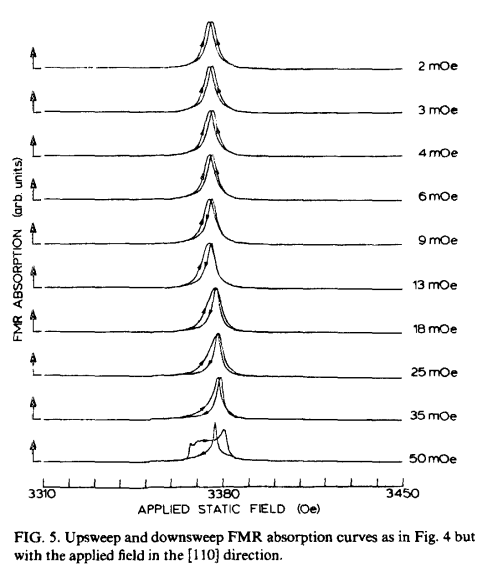 2 mOe
3 mOe
4 mOe
6 mOe
9 mOe
13 mOe
18 mOe
25 mOe
35 mOe
50 mOe
FMR ABSORPTION (arb. units)
3310 3380 3450
APPLIED STATIC FIELD (Oe)
FIG. 5. Upsweep and downsweep FMR absorption curves as in Fig. 4 but
with the applied field in the [110] direction.